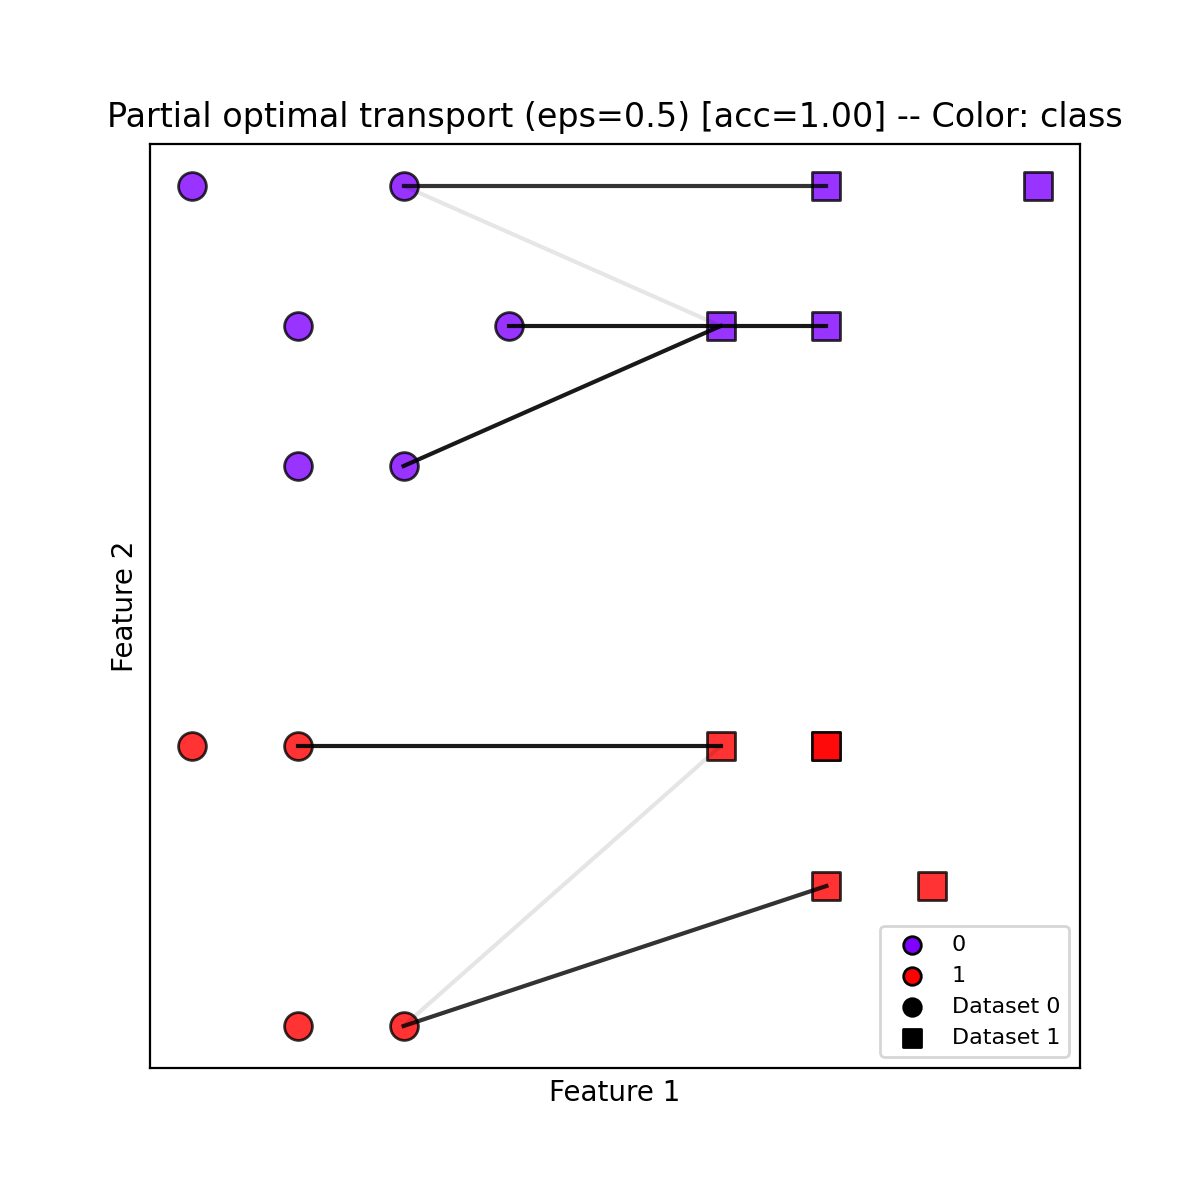 Partial optimal transport (eps=0.5) [acc=1.00] -- Color: class
Feature 2
0
1
Dataset 0
Dataset 1
Feature 1